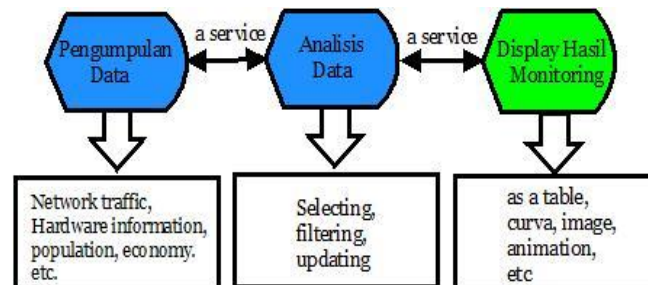 Pengumpulan
Data
a service
Analisis
Data
a service
Display Hasil
Monitoring
Network traffic,
Hardware information,
population, economy.
etc.
Selecting,
filtering,
updating
as a table,
curva, image,
animation,
etc